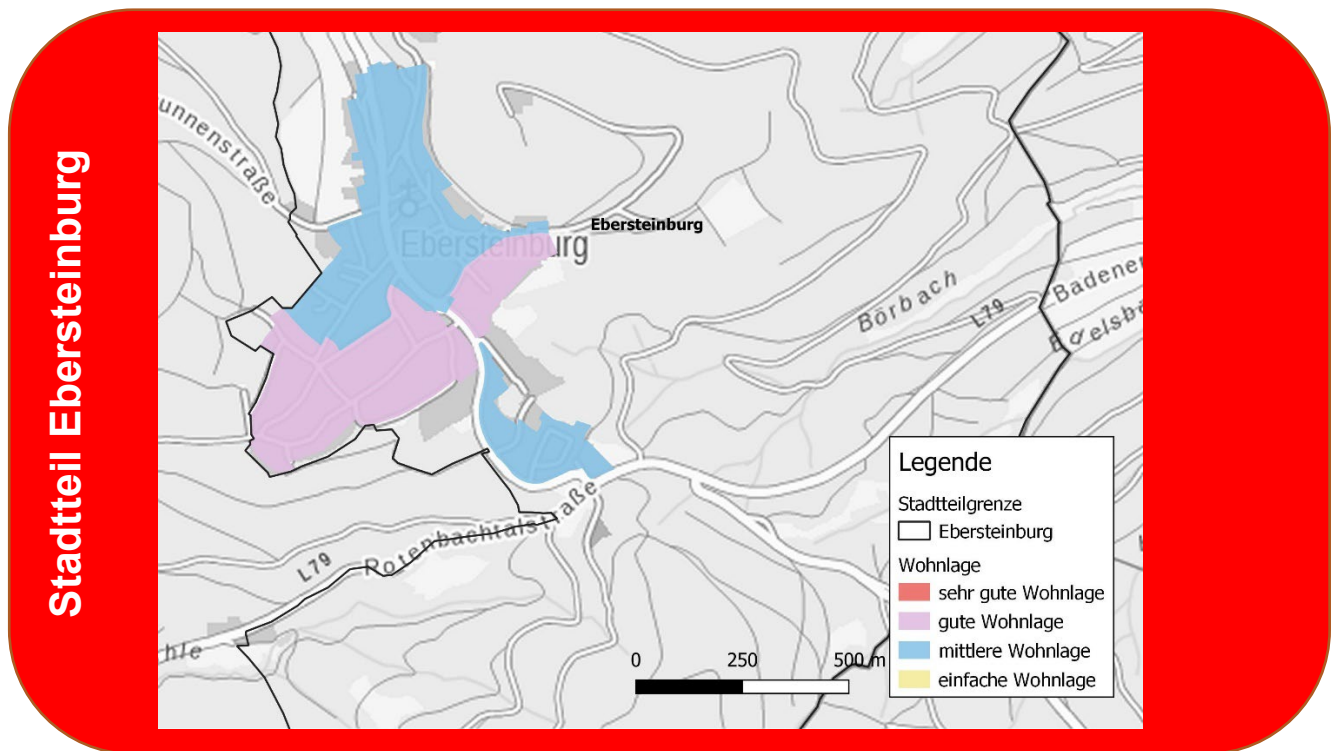 Stadtteil Ebersteinburg
unnenstraße
Ebersteinburg
Ebersteinburg
Börbach
Badener
L79
L79
Rotenbachtalstraße
hle
0 250 500 m
Legende
Stadtteilgrenze
Ebersteinburg
Wohnlage
sehr gute Wohnlage
gute Wohnlage
mittlere Wohnlage
einfache Wohnlage